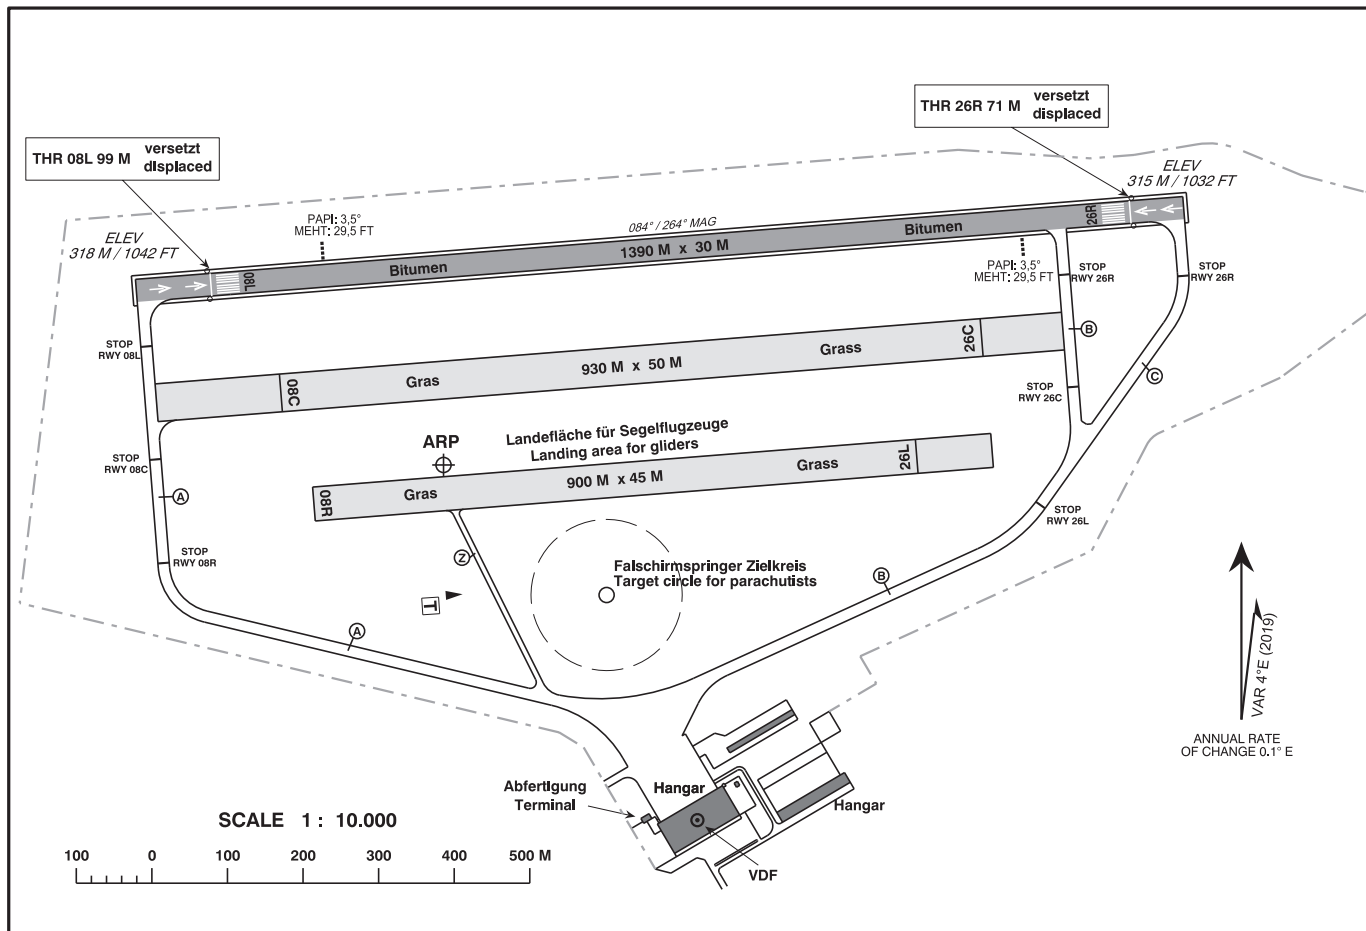 THR 26R 71 M versetzt
displaced
THR 08L 99 M versetzt
displaced
ELEV
315 M / 1032 FT
ELEV
318 M / 1042 FT
PAPI: 3,5°
MEHT: 29,5 FT
084° / 264° MAG
26R
Bitumen
1390 M x 30 M
Bitumen
08L
PAPI: 3,5°
MEHT: 29,5 FT
STOP
RWY 26R
STOP
RWY 26R
STOP
RWY 08L
B
26C
Grass
930 M x 50 M
Gras
08C
C
STOP
RWY 26C
ARP
Landefläche für Segelflugzeuge
Landing area for gliders
STOP
RWY 08C
26L
Grass
900 M x 45 M
Gras
08R
A
STOP
RWY 26L
STOP
RWY 08R
Z
Falschirmspringer Zielkreis
Target circle for parachutists
B
T
A
VAR 4°E (2019)
ANNUAL RATE
OF CHANGE 0.1° E
Abfertigung
Terminal
Hangar
Hangar
VDF
SCALE 1 : 10.000
100 0 100 200 300 400 500 M